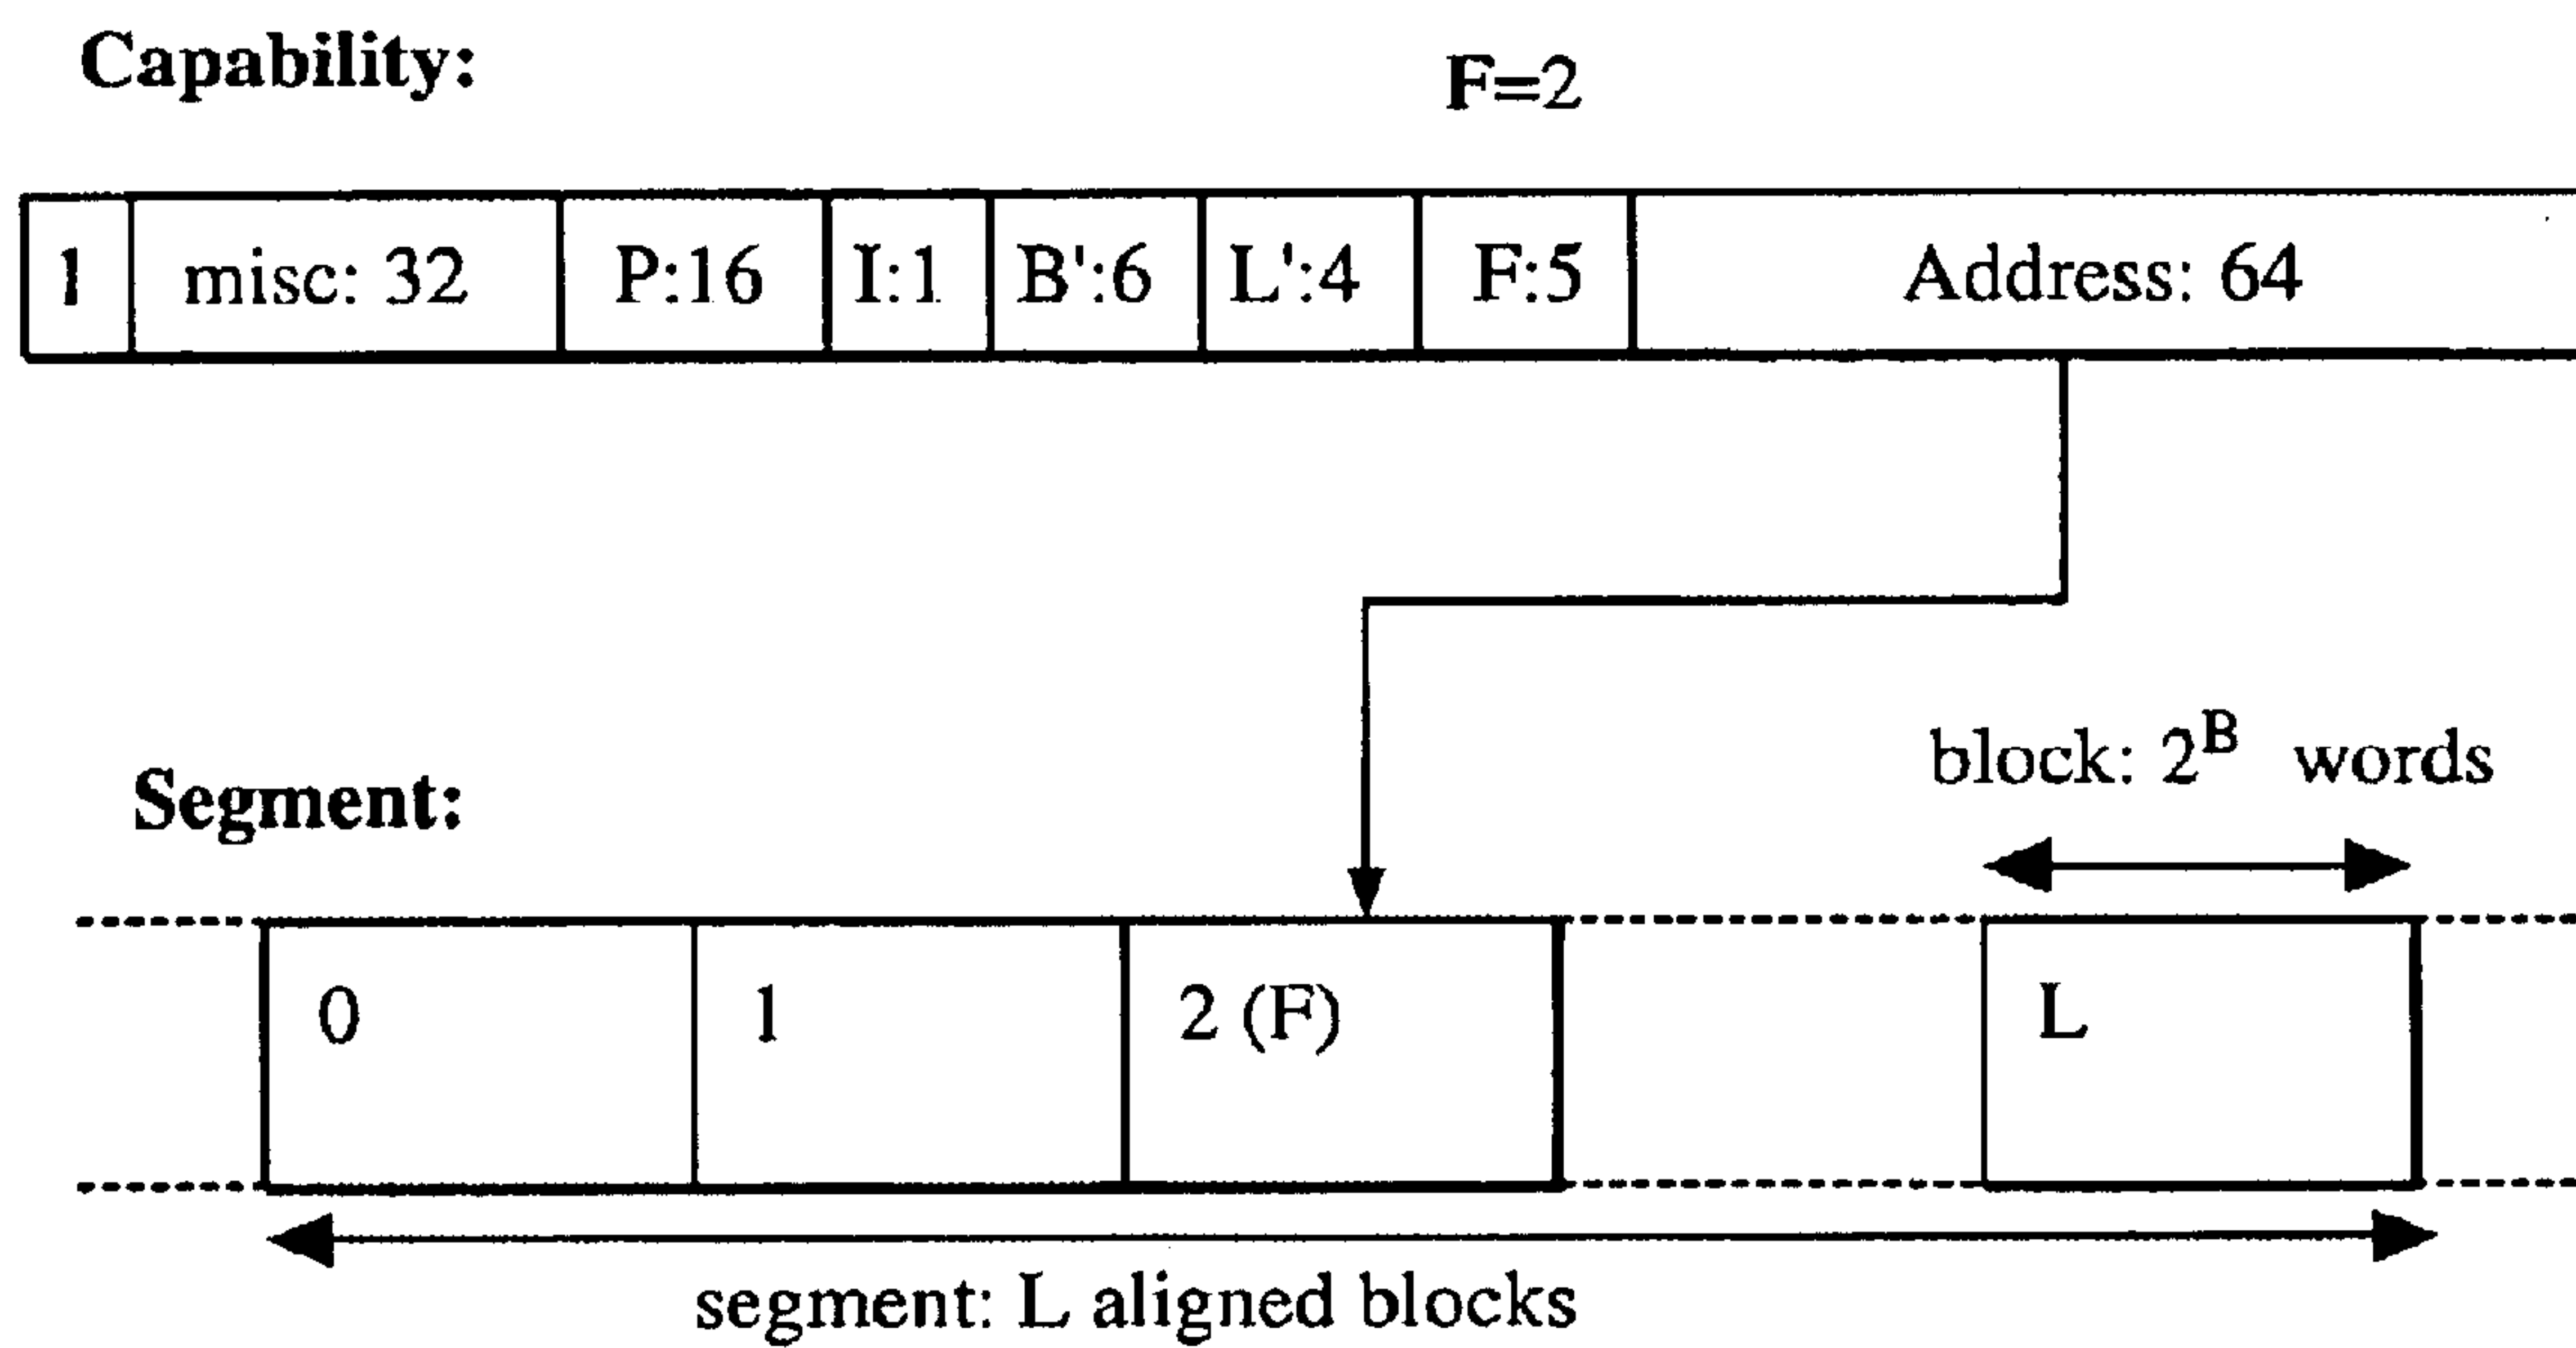 Capability:
F=2
1 misc: 32 P:16 I:1 B':6 L':4 F:5 Address: 64
block: 2^B words
Segment:
0 1 2 (F) L
segment: L aligned blocks